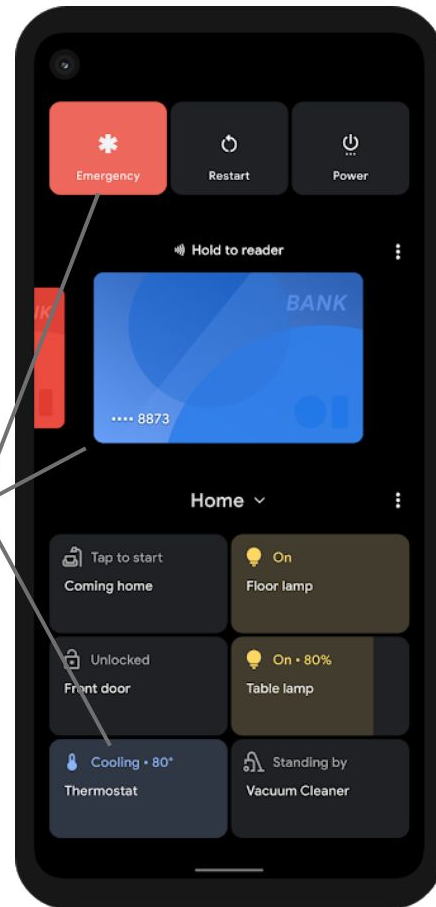 Emergency
Restart
Power
Hold to reader
NK
BANK
•••• 8873
Home
Tap to start
Coming home
On
Floor lamp
Unlocked
Front door
On • 80%
Table lamp
Cooling • 80°
Thermostat
Standing by
Vacuum Cleaner